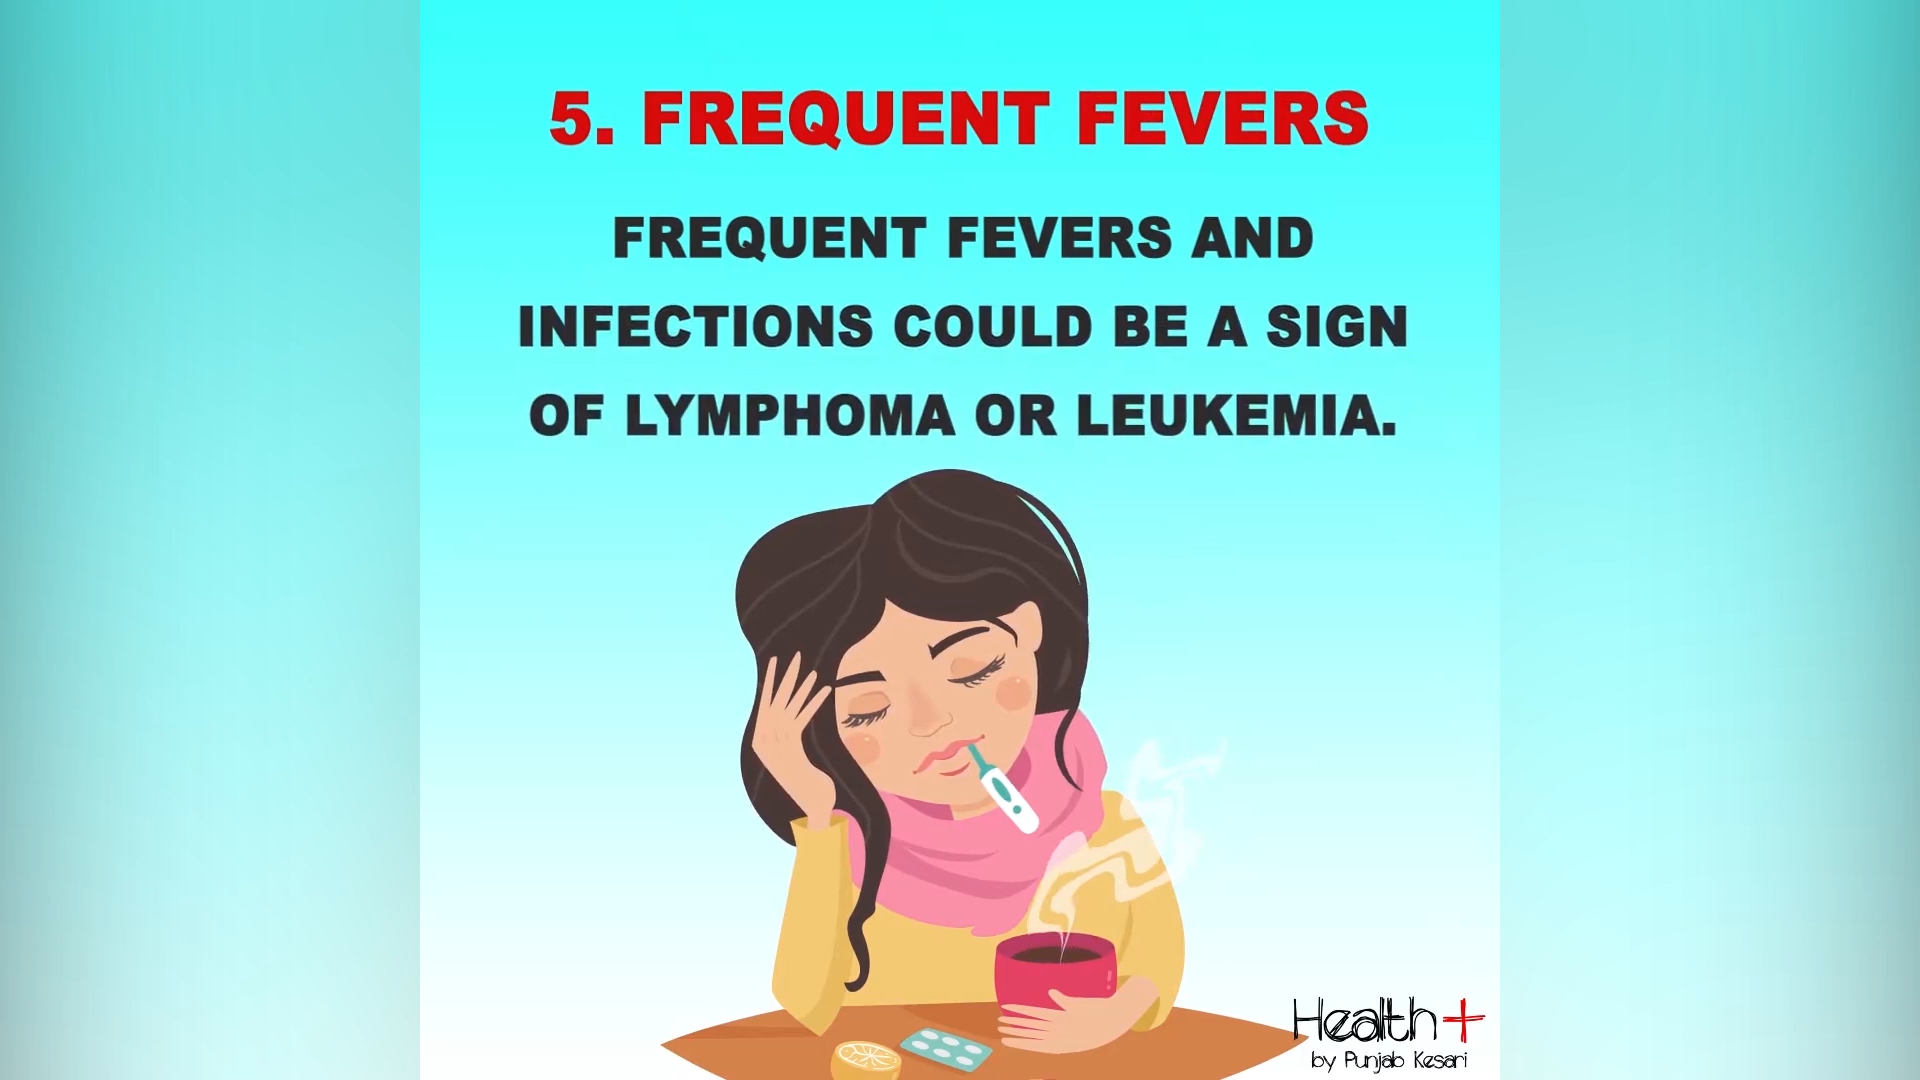 5. FREQUENT FEVERS
FREQUENT FEVERS AND
INFECTIONS COULD BE A SIGN
OF LYMPHOMA OR LEUKEMIA.
Health+
by Punjab Kesari